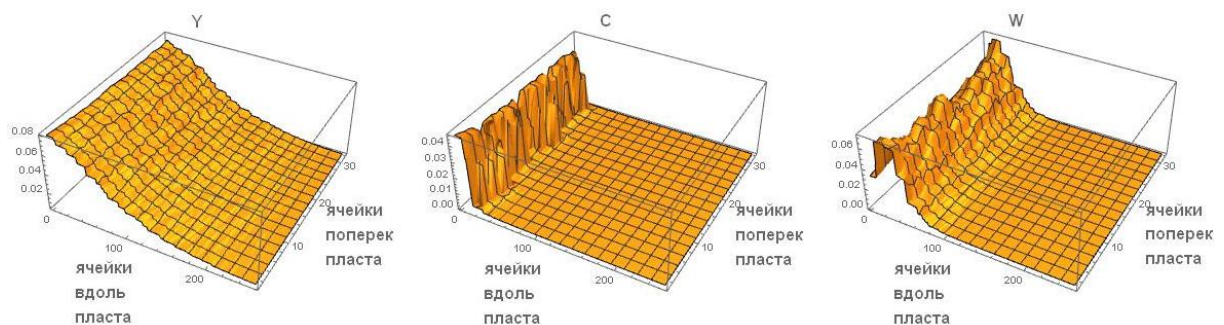 Y
0.08
0.06
0.04
0.02
0
100
200
10
20
30
ячейки
вдоль
пласта
ячейки
поперек
пласта
C
0.04
0.03
0.02
0.01
0.00
0
100
200
10
20
30
ячейки
вдоль
пласта
ячейки
поперек
пласта
W
0.06
0.04
0.02
0.00
0
100
200
10
20
30
ячейки
вдоль
пласта
ячейки
поперек
пласта